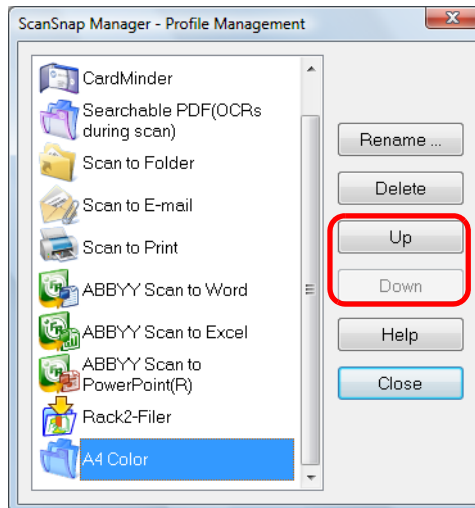 ScanSnap Manager - Profile Management
CardMinder
Searchable PDF(OCRs
during scan)
Scan to Folder
Scan to E-mail
Scan to Print
ABBYY Scan to Word
ABBYY Scan to Excel
ABBYY Scan to
PowerPoint(R)
Rack2-Filer
A4 Color
Rename ...
Delete
Up
Down
Help
Close